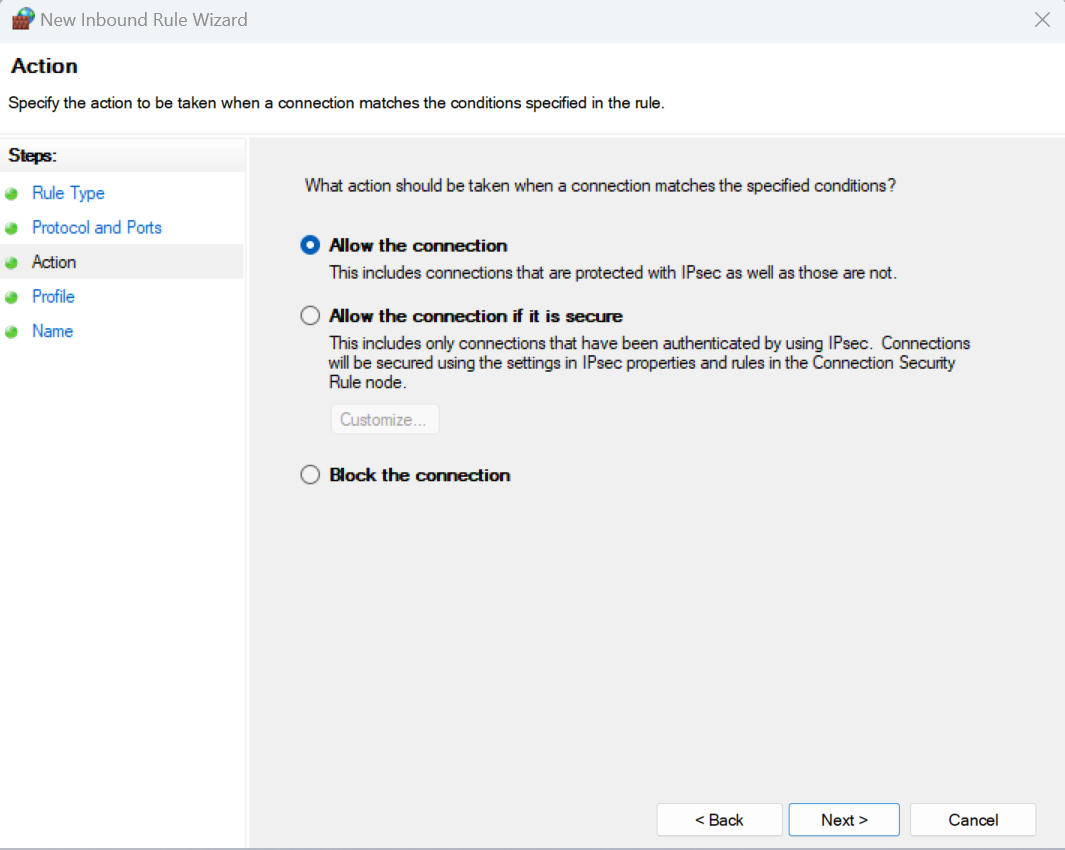 New Inbound Rule Wizard
Action
Specify the action to be taken when a connection matches the conditions specified in the rule.
Steps:
Rule Type
Protocol and Ports
Action
Profile
Name
What action should be taken when a connection matches the specified conditions?
Allow the connection
This includes connections that are protected with IPsec as well as those are not.
Allow the connection if it is secure
This includes only connections that have been authenticated by using IPsec.  Connections
will be secured using the settings in IPsec properties and rules in the Connection Security
Rule node.
Customize...
Block the connection
< Back
Next >
Cancel